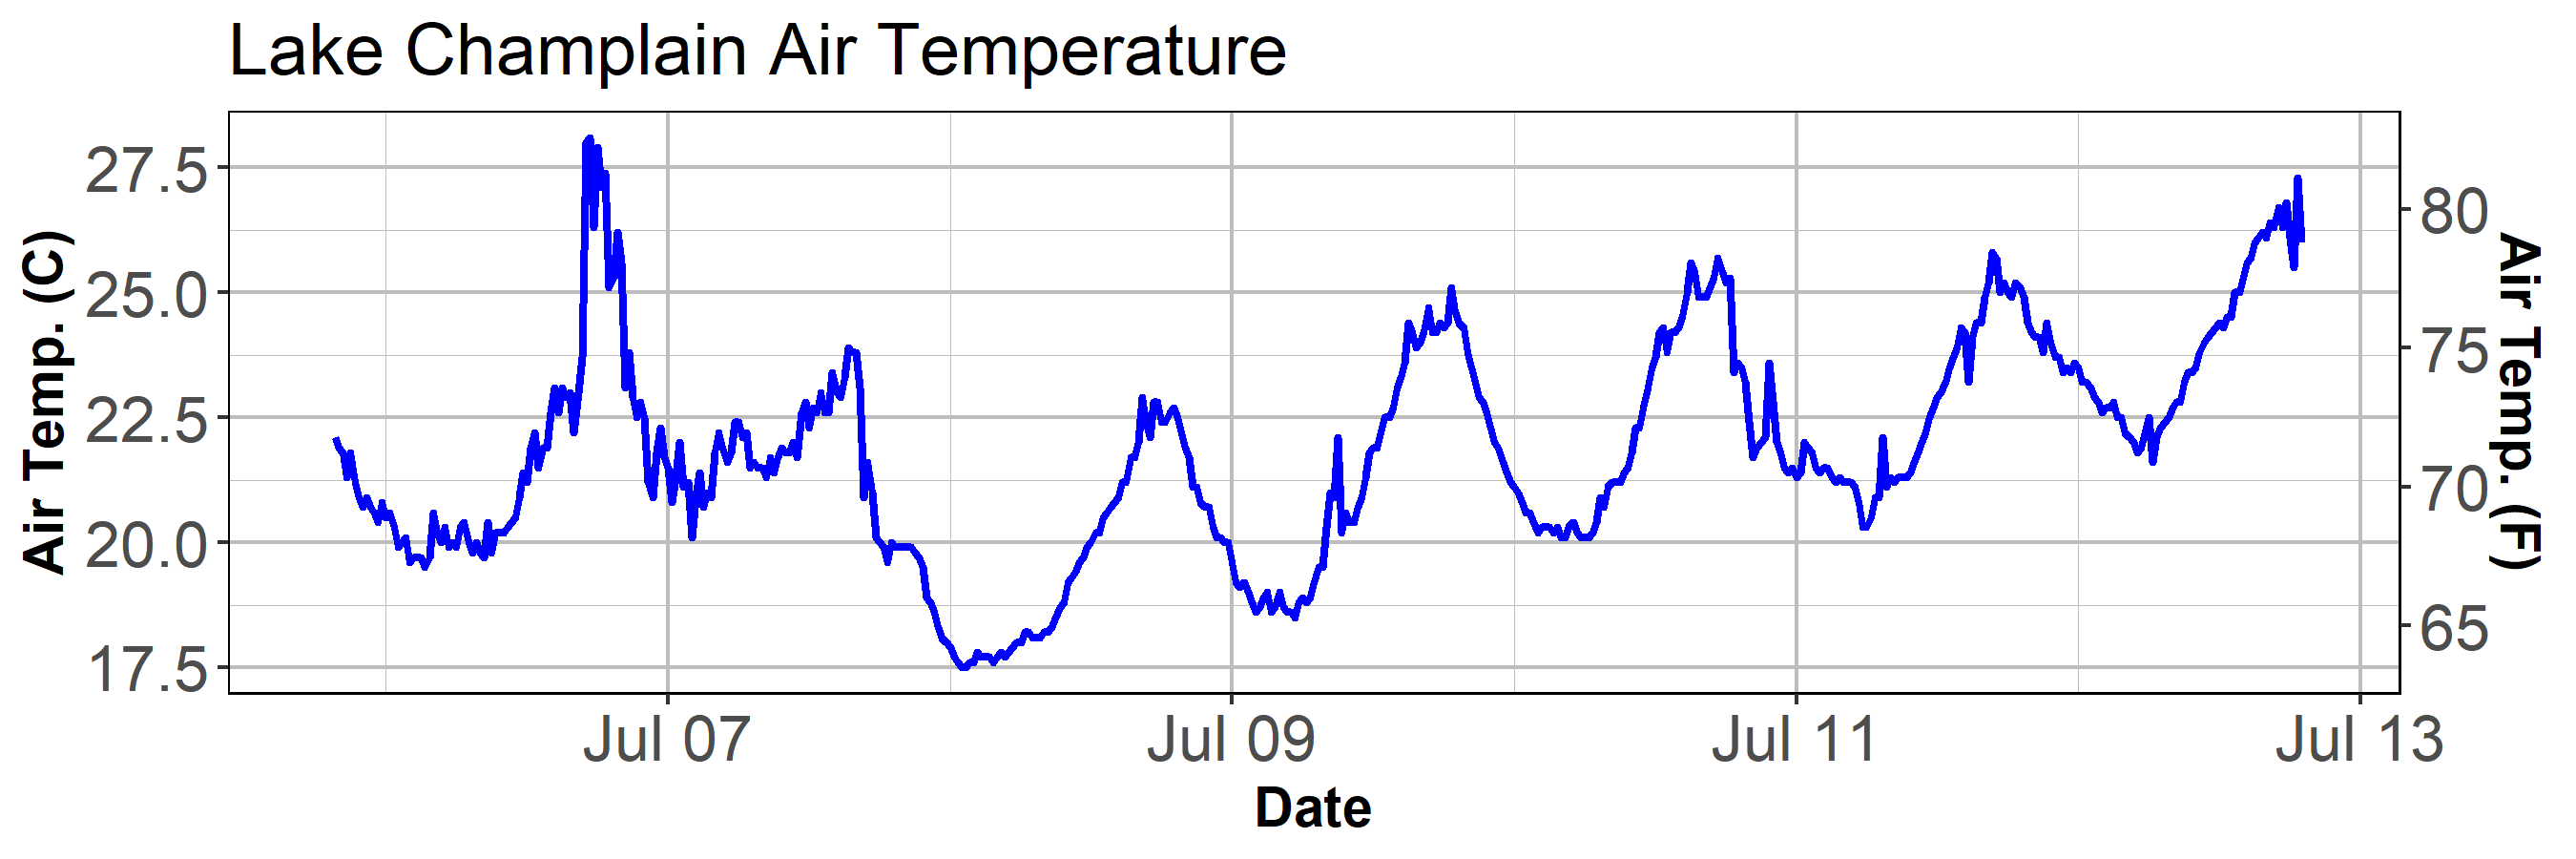 Lake Champlain Air Temperature
Air Temp. (C)
27.5
25.0
22.5
20.0
17.5
80
75
70
65
Air Temp. (F)
Jul 07
Jul 09
Jul 11
Jul 13
Date